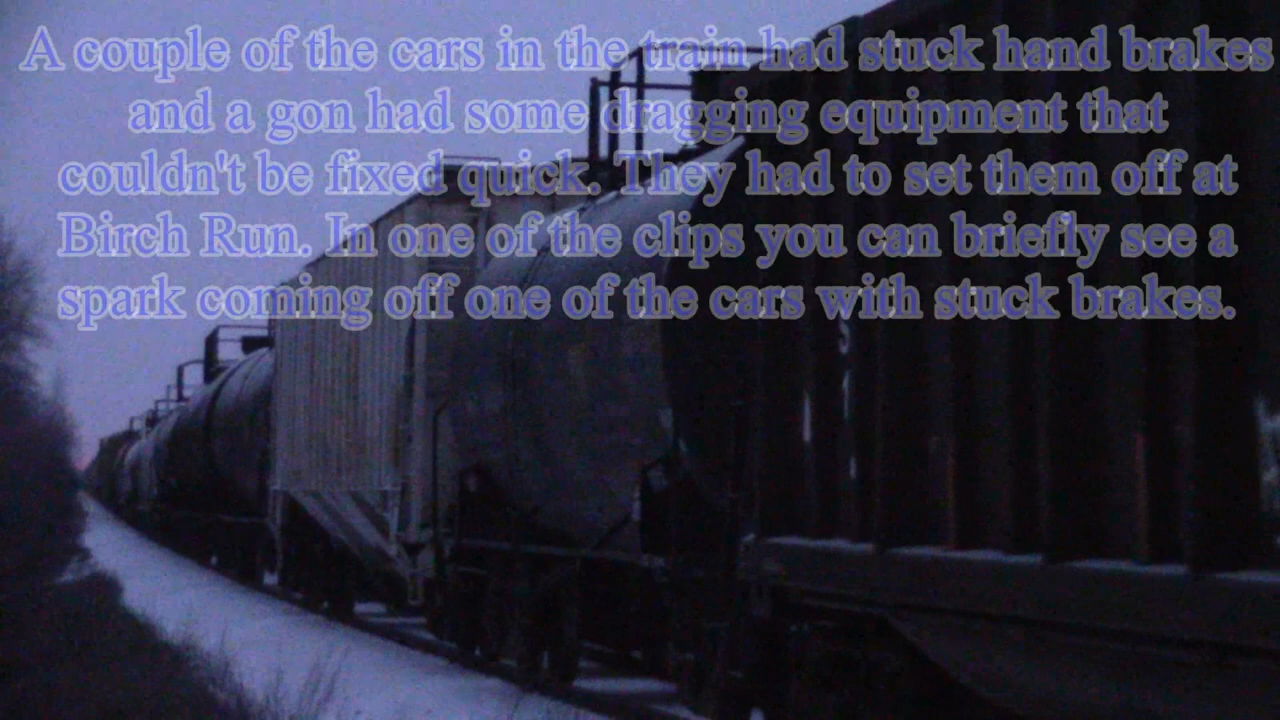 A couple of the cars in the train had stuck hand brakes
and a gon had some dragging equipment that
couldn't be fixed quick. They had to set them off at
Birch Run. In one of the clips you can briefly see a
spark coming off one of the cars with stuck brakes.